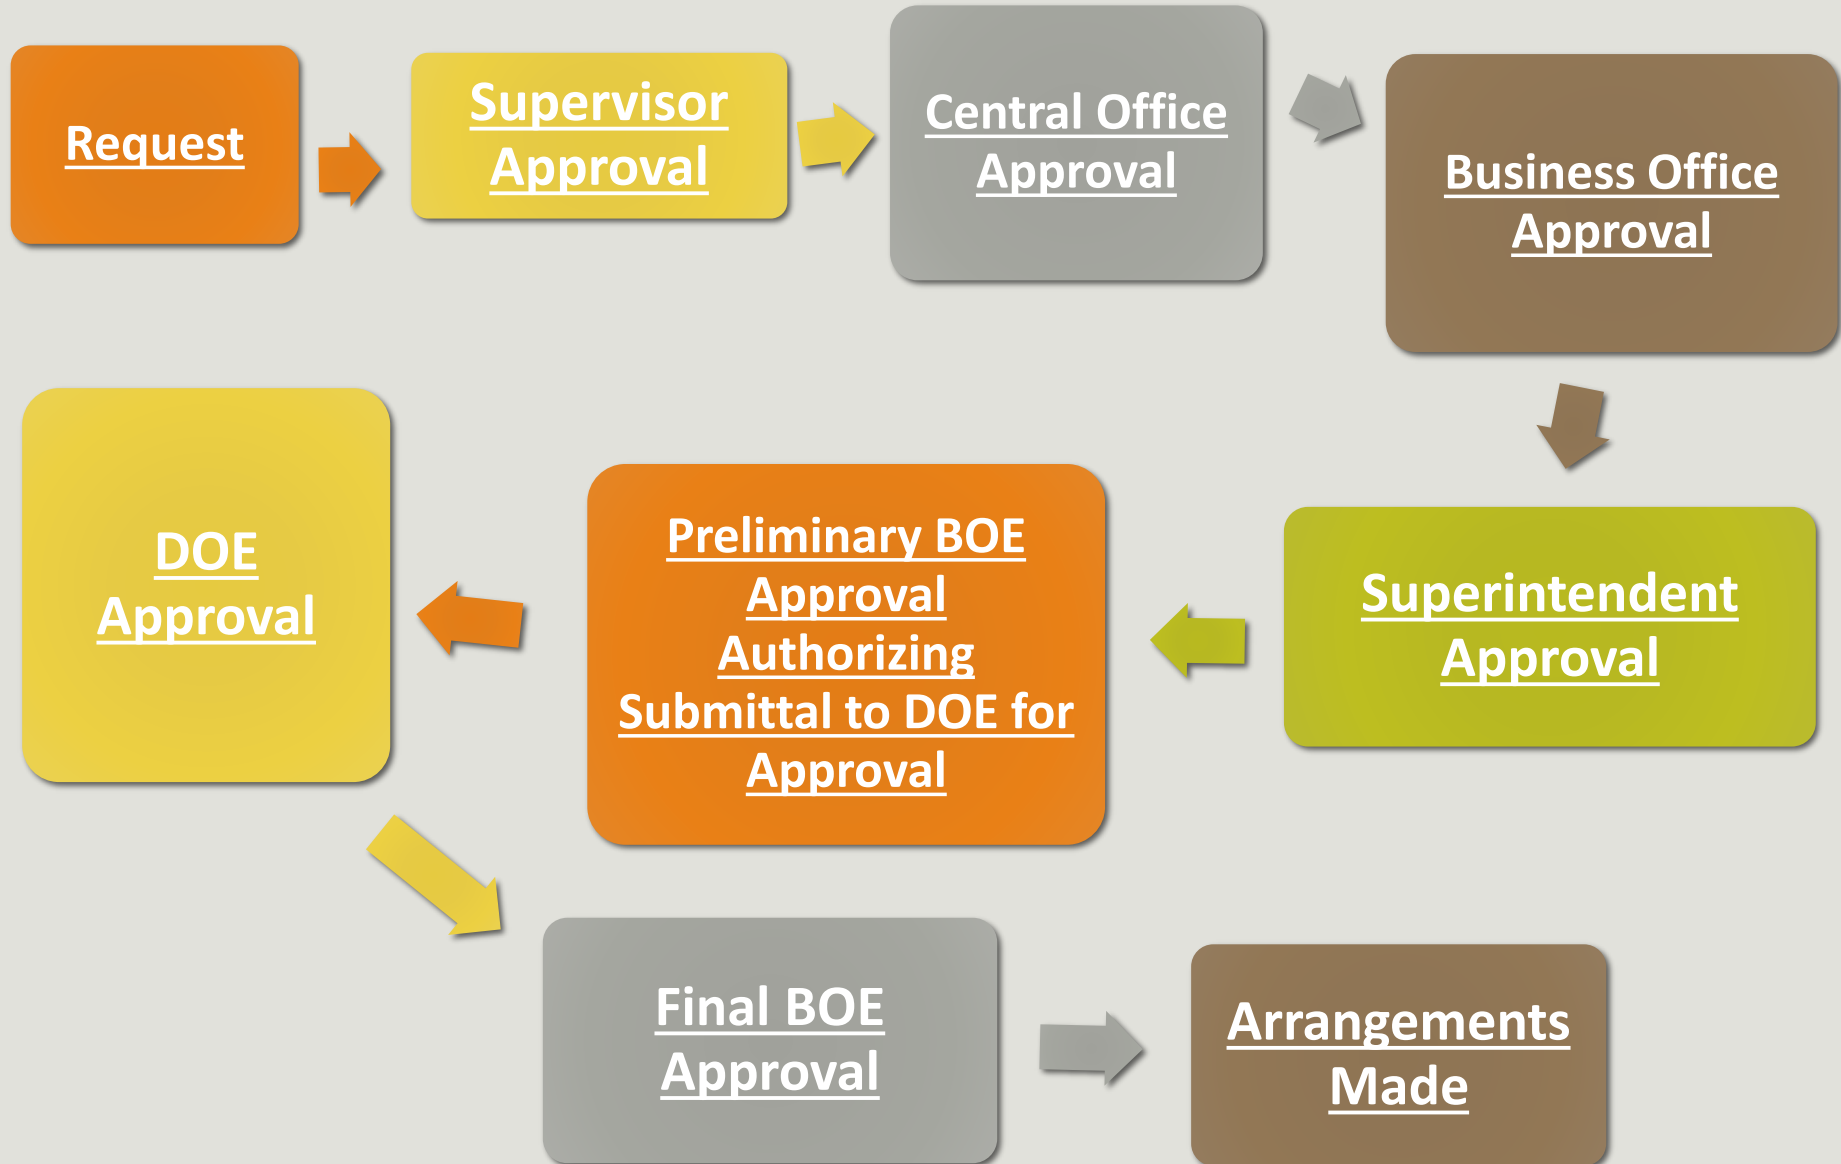 Request
Supervisor
Approval
Central Office
Approval
Business Office
Approval
Superintendent
Approval
Preliminary BOE
Approval
Authorizing
Submittal to DOE for
Approval
DOE
Approval
Final BOE
Approval
Arrangements
Made